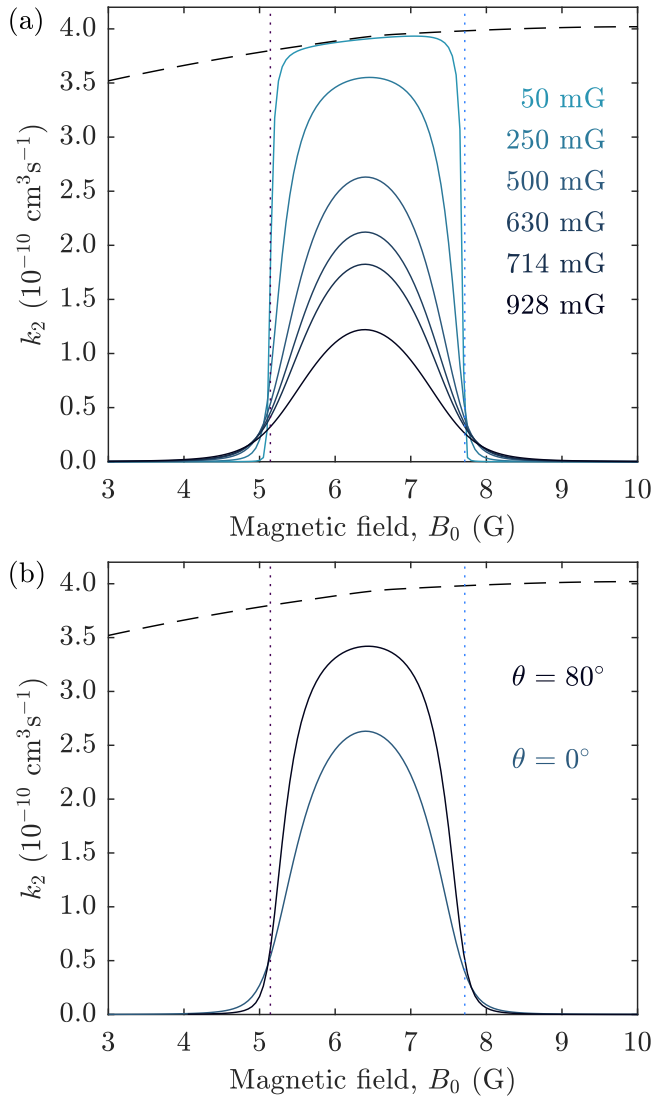 (a)
4.0
3.5
3.0
2.5
2.0
1.5
1.0
0.5
0.0
k₂ (10⁻¹⁰ cm³s⁻¹)
50 mG
250 mG
500 mG
630 mG
714 mG
928 mG
3 4 5 6 7 8 9 10
Magnetic field, B₀ (G)
(b)
4.0
3.5
3.0
2.5
2.0
1.5
1.0
0.5
0.0
k₂ (10⁻¹⁰ cm³s⁻¹)
θ = 80°
θ = 0°
3 4 5 6 7 8 9 10
Magnetic field, B₀ (G)